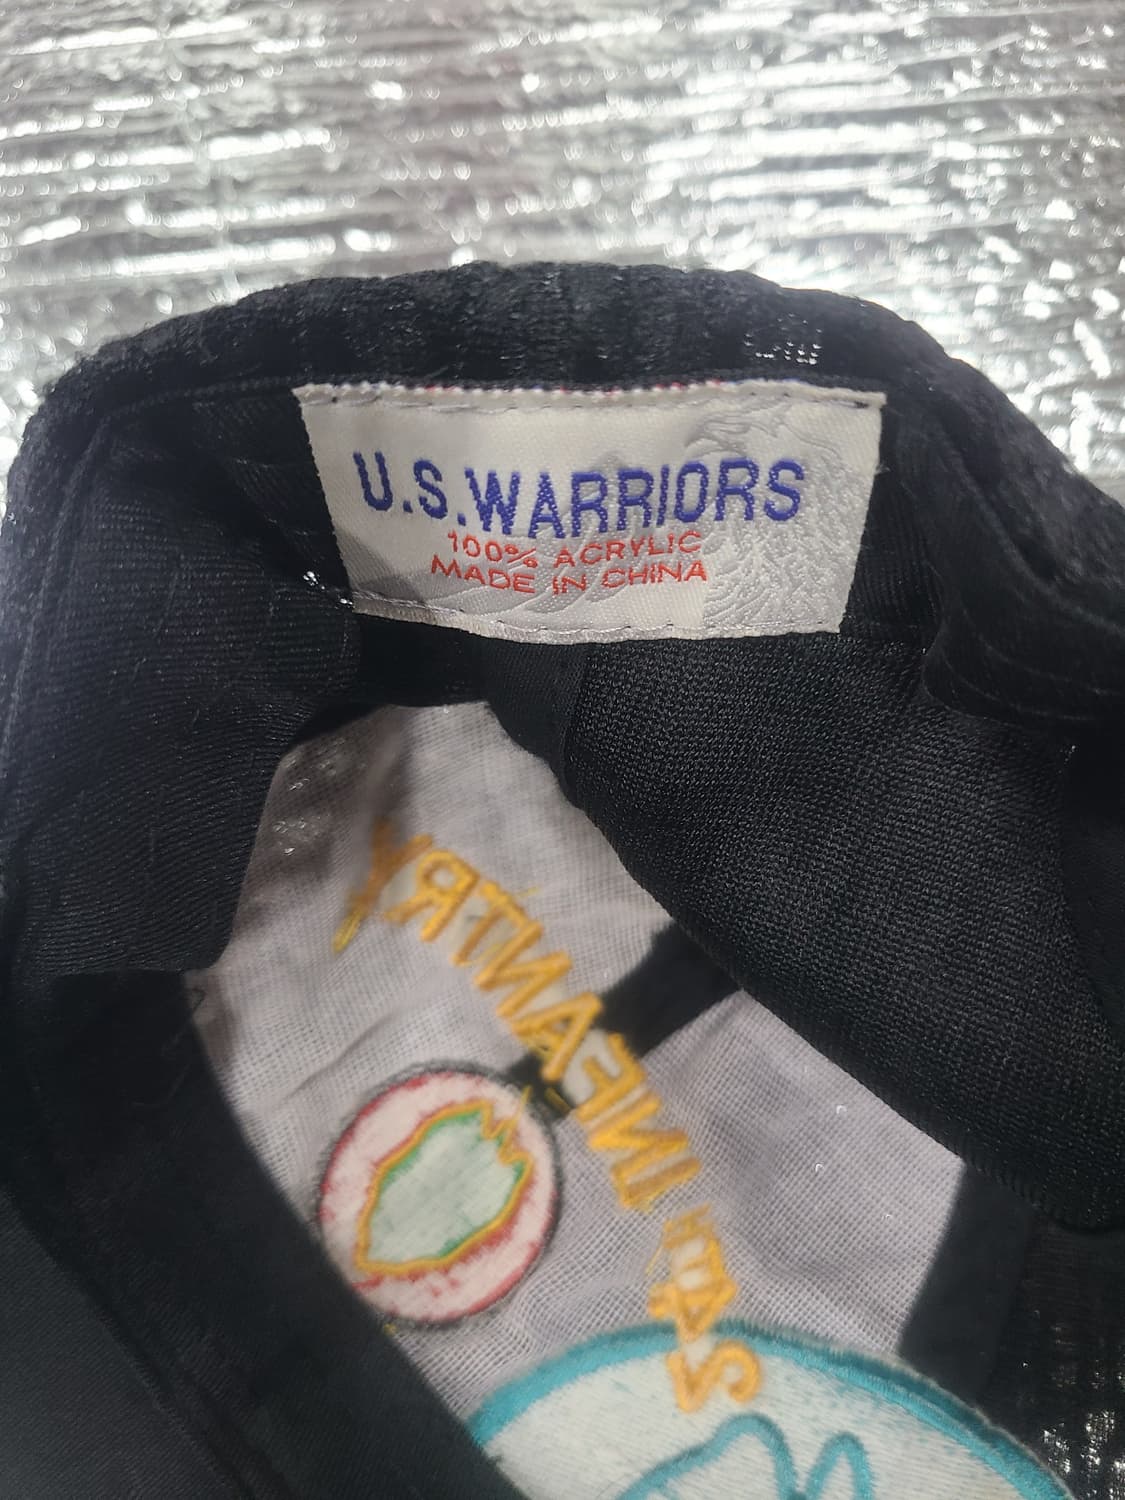 U.S.WARRIORS
100% ACRYLIC
MADE IN CHINA
24TH INFANTRY